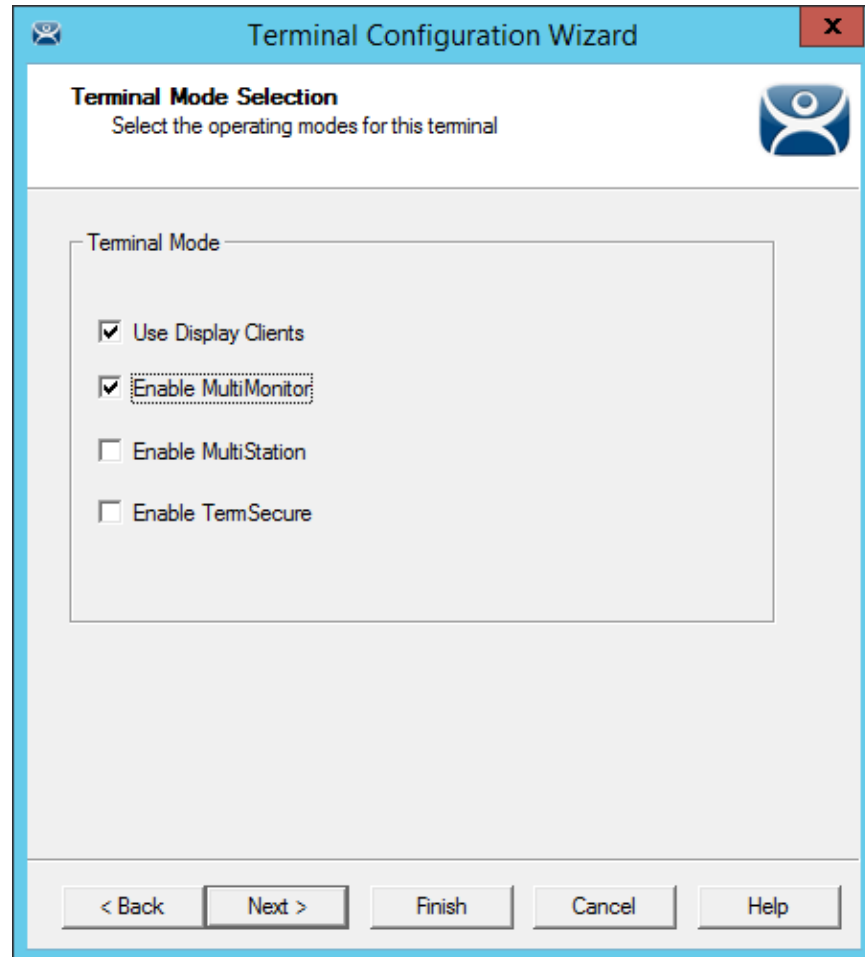 Terminal Configuration Wizard
x
Terminal Mode Selection
Select the operating modes for this terminal
Terminal Mode
Use Display Clients
Enable MultiMonitor
Enable MultiStation
Enable TermSecure
< Back Next > Finish Cancel Help